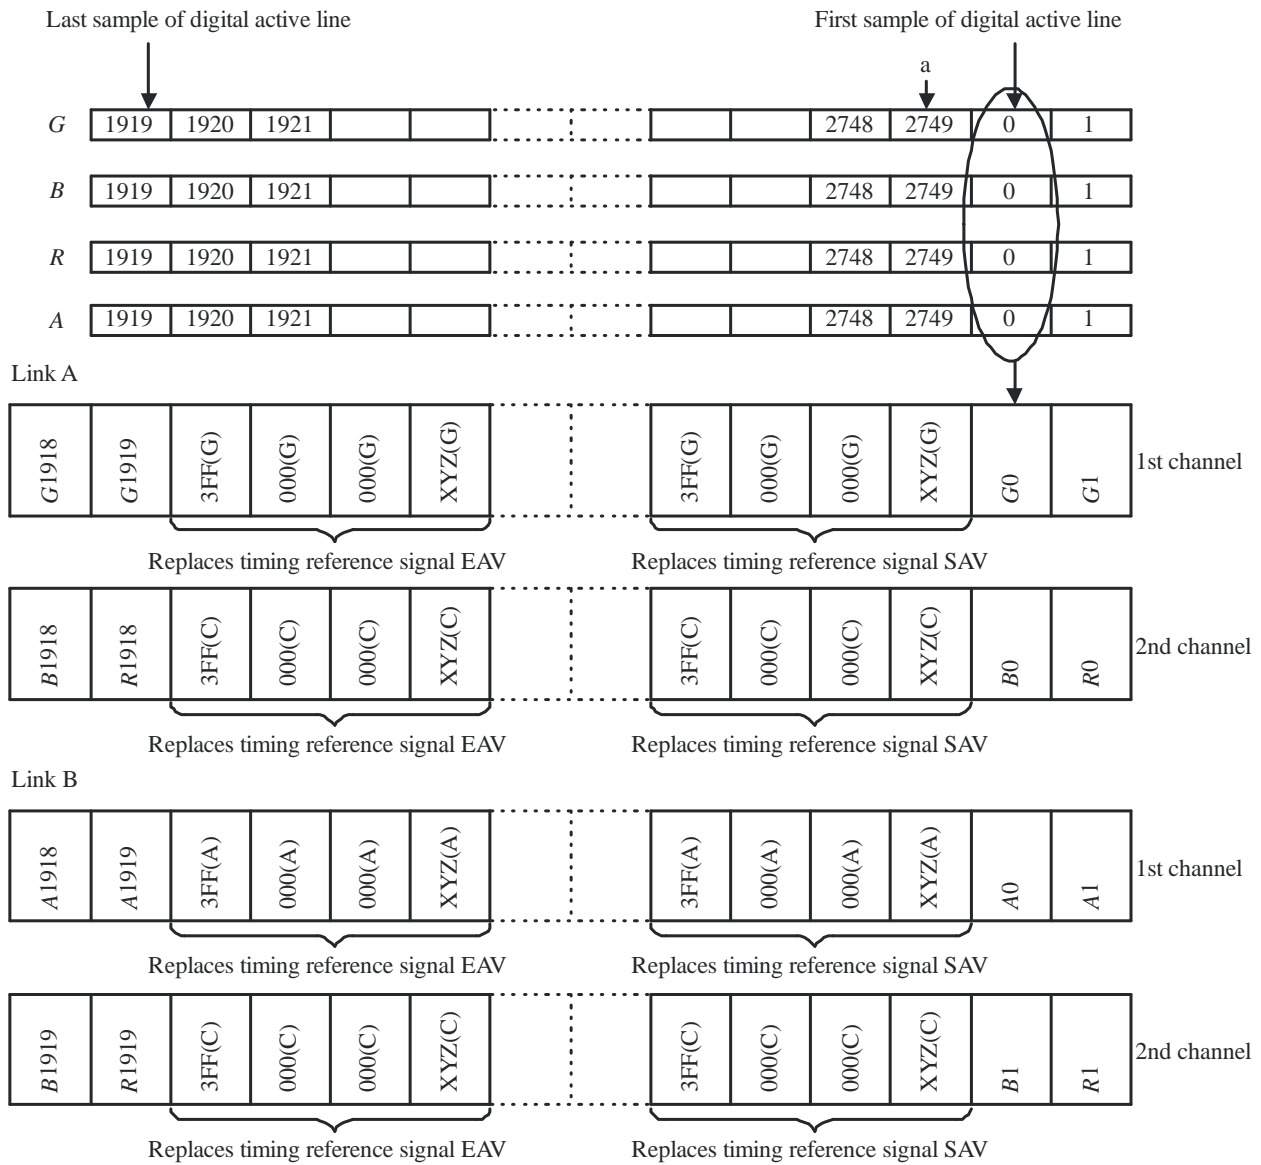 Last sample of digital active line First sample of digital active line
a
G 1919 1920 1921 2748 2749 0 1
B 1919 1920 1921 2748 2749 0 1
R 1919 1920 1921 2748 2749 0 1
A 1919 1920 1921 2748 2749 0 1
Link A
G1918 G1919 3FF(G) 000(G) 000(G) XYZ(G) 3FF(G) 000(G) 000(G) XYZ(G) G0 G1 1st channel
Replaces timing reference signal EAV Replaces timing reference signal SAV
B1918 R1918 3FF(C) 000(C) 000(C) XYZ(C) 3FF(C) 000(C) 000(C) XYZ(C) B0 R0 2nd channel
Replaces timing reference signal EAV Replaces timing reference signal SAV
Link B
A1918 A1919 3FF(A) 000(A) 000(A) XYZ(A) 3FF(A) 000(A) 000(A) XYZ(A) A0 A1 1st channel
Replaces timing reference signal EAV Replaces timing reference signal SAV
B1919 R1919 3FF(C) 000(C) 000(C) XYZ(C) 3FF(C) 000(C) 000(C) XYZ(C) B1 R1 2nd channel
Replaces timing reference signal EAV Replaces timing reference signal SAV